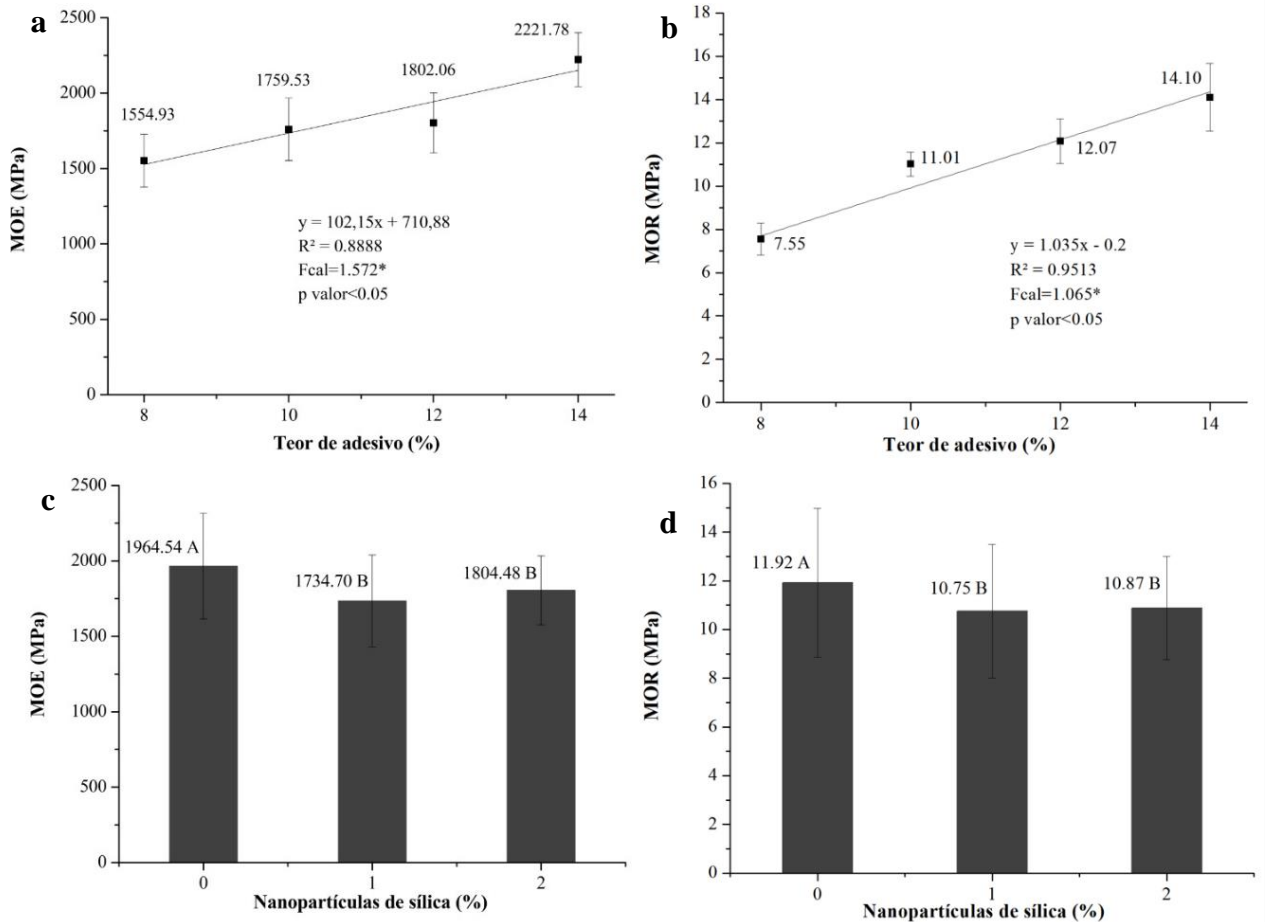 a
2500
2000
1500
1000
500
0
MOE (MPa)
1554.93
1759.53
1802.06
2221.78
y = 102,15x + 710,88
R² = 0.8888
Fcal=1.572*
p valor<0.05
8 10 12 14
Teor de adesivo (%)
b
18
16
14
12
10
8
6
4
2
0
MOR (MPa)
7.55
11.01
12.07
14.10
y = 1.035x - 0.2
R² = 0.9513
Fcal=1.065*
p valor<0.05
8 10 12 14
Teor de adesivo (%)
c
2500
2000
1500
1000
500
0
MOE (MPa)
1964.54 A
1734.70 B
1804.48 B
0 1 2
Nanopartículas de sílica (%)
d
16
14
12
10
8
6
4
2
0
MOR (MPa)
11.92 A
10.75 B
10.87 B
0 1 2
Nanopartículas de sílica (%)